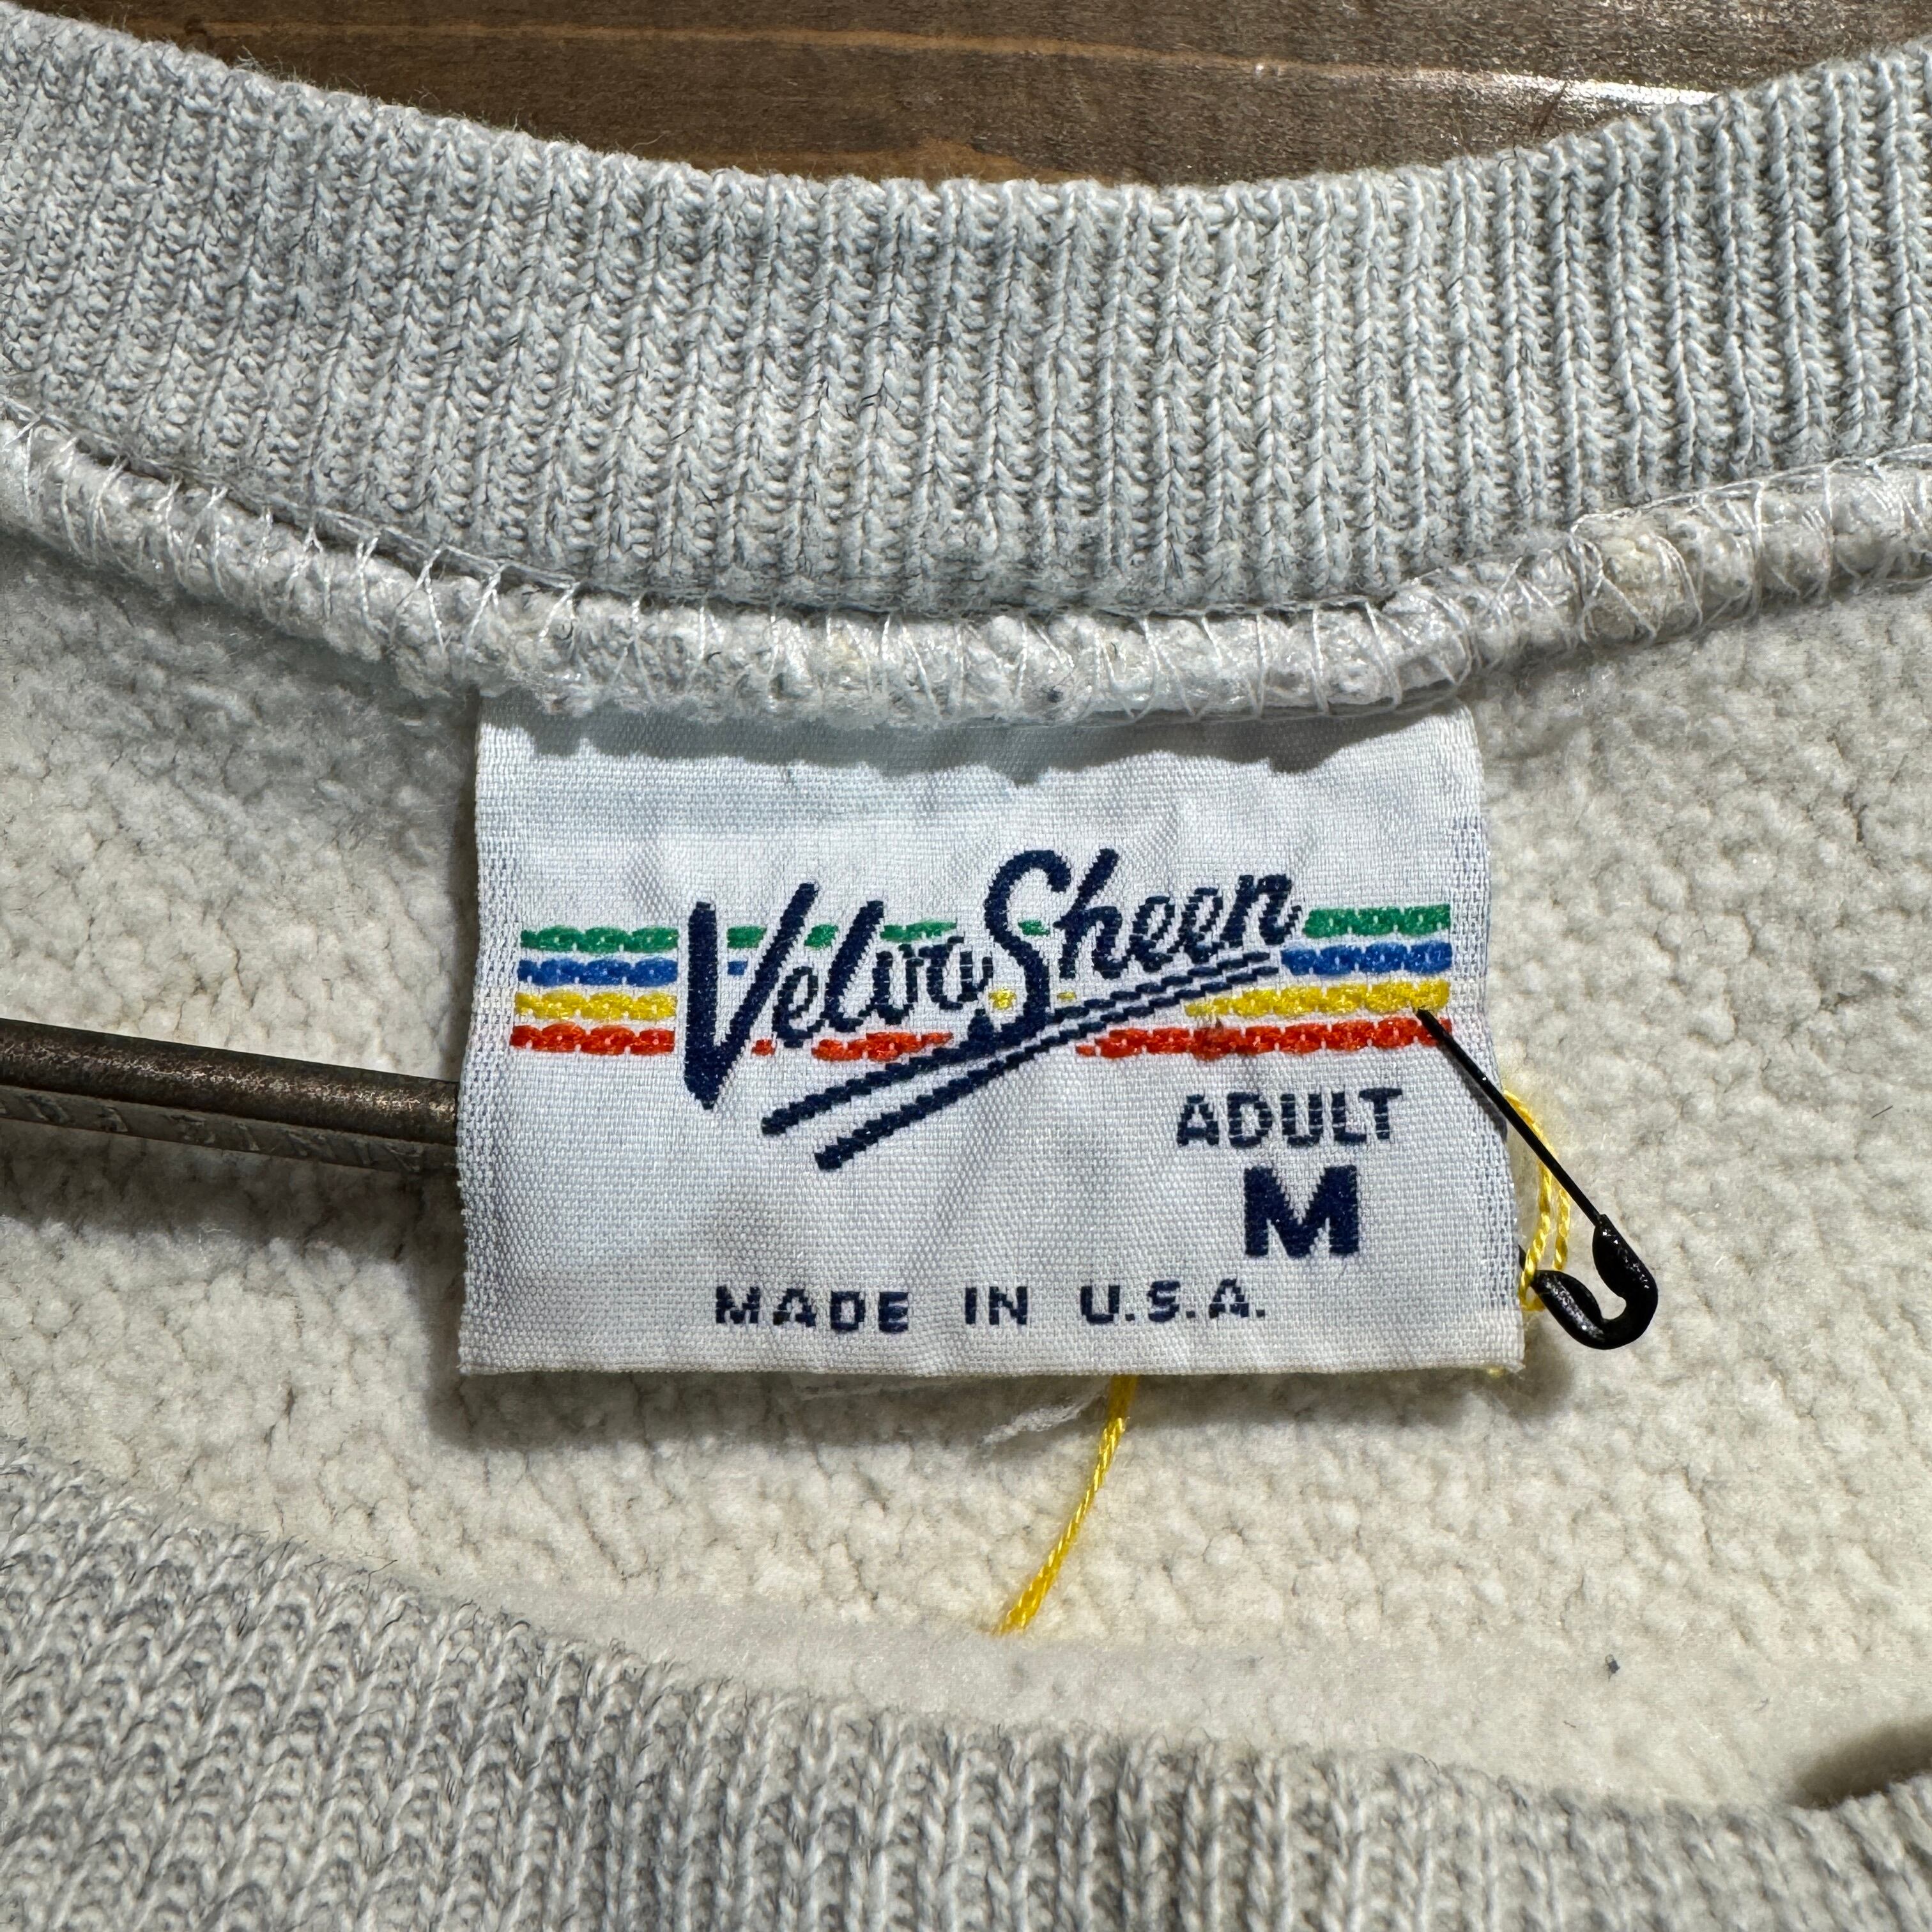 Velva Sheen
ADULT
M
MADE IN U.S.A.